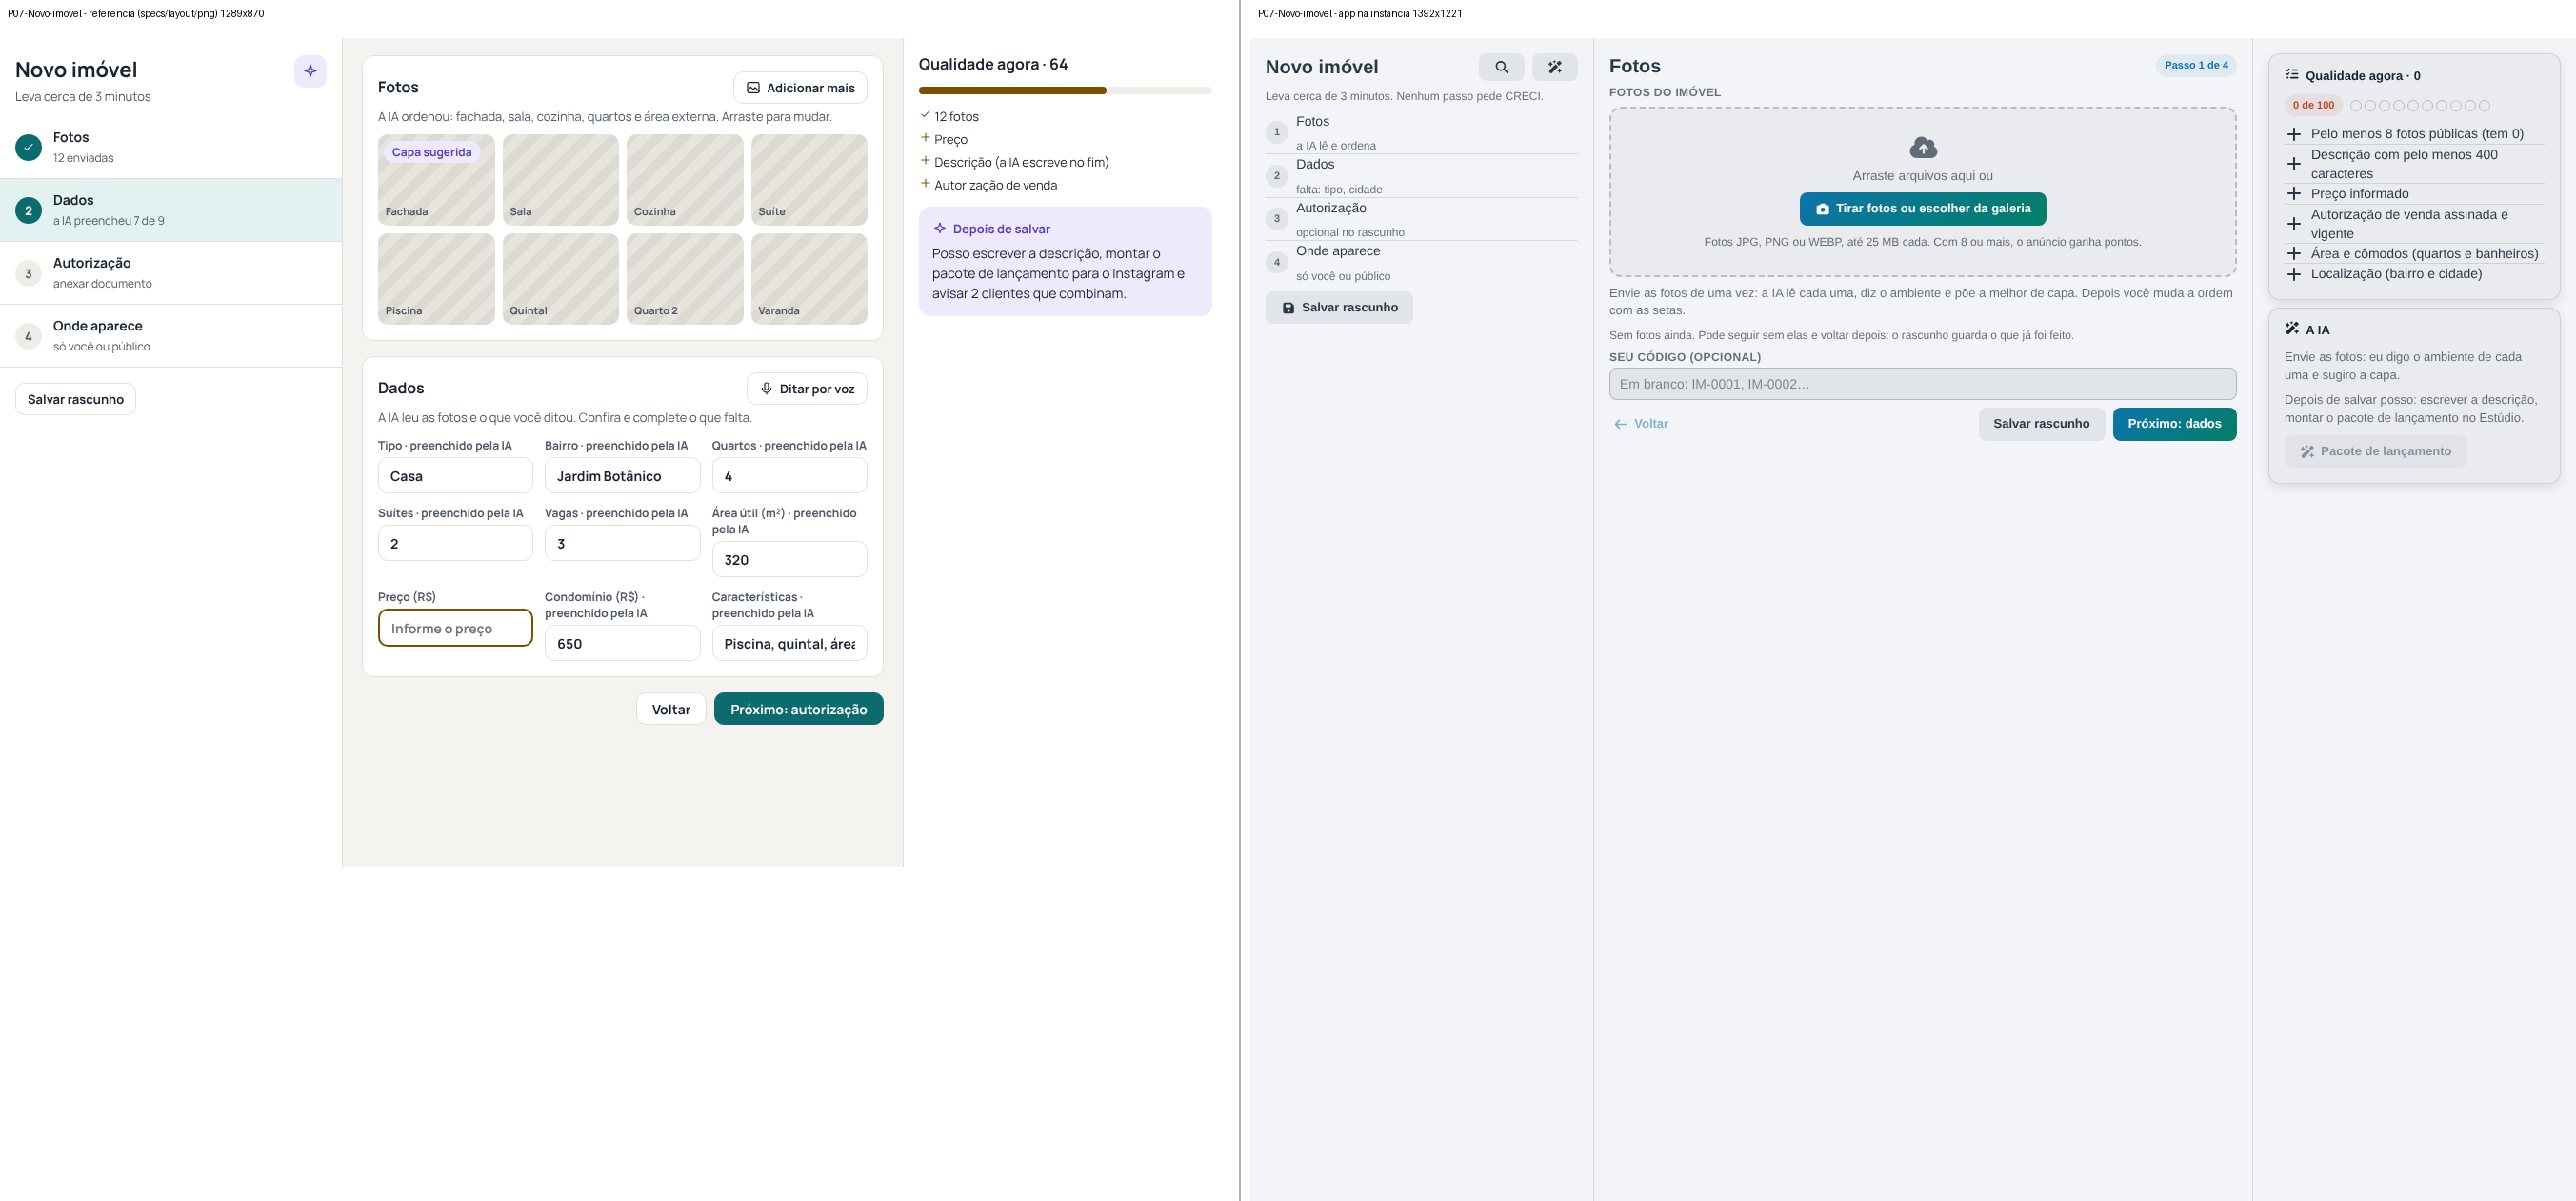 P07-Novo-imovel - referencia (specs/layout/png) 1289x870
Novo imóvel
Leva cerca de 3 minutos
Fotos
12 enviadas
2
Dados
a IA preencheu 7 de 9
3
Autorização
anexar documento
4
Onde aparece
só você ou público
Salvar rascunho
Fotos
Adicionar mais
A IA ordenou: fachada, sala, cozinha, quartos e área externa. Arraste para mudar.
Capa sugerida
Fachada
Sala
Cozinha
Suíte
Piscina
Quintal
Quarto 2
Varanda
Dados
Ditar por voz
A IA leu as fotos e o que você ditou. Confira e complete o que falta.
Tipo · preenchido pela IA
Bairro · preenchido pela IA
Quartos · preenchido pela IA
Casa
Jardim Botânico
4
Suítes · preenchido pela IA
Vagas · preenchido pela IA
Área útil (m²) · preenchido
pela IA
2
3
320
Preço (R$)
Condomínio (R$) ·
preenchido pela IA
Características ·
preenchido pela IA
Informe o preço
650
Piscina, quintal, área
Voltar
Próximo: autorização
Qualidade agora · 64
12 fotos
Preço
Descrição (a IA escreve no fim)
Autorização de venda
Depois de salvar
Posso escrever a descrição, montar o
pacote de lançamento para o Instagram e
avisar 2 clientes que combinam.
P07-Novo-imovel - app na instancia 1392x1221
Novo imóvel
Leva cerca de 3 minutos. Nenhum passo pede CRECI.
1
Fotos
a IA lê e ordena
2
Dados
falta: tipo, cidade
3
Autorização
opcional no rascunho
4
Onde aparece
só você ou público
Salvar rascunho
Fotos
Passo 1 de 4
FOTOS DO IMÓVEL
Arraste arquivos aqui ou
Tirar fotos ou escolher da galeria
Fotos JPG, PNG ou WEBP, até 25 MB cada. Com 8 ou mais, o anúncio ganha pontos.
Envie as fotos de uma vez: a IA lê cada uma, diz o ambiente e põe a melhor de capa. Depois você muda a ordem
com as setas.
Sem fotos ainda. Pode seguir sem elas e voltar depois: o rascunho guarda o que já foi feito.
SEU CÓDIGO (OPCIONAL)
Em branco: IM-0001, IM-0002…
Voltar
Salvar rascunho
Próximo: dados
Qualidade agora · 0
0 de 100
Pelo menos 8 fotos públicas (tem 0)
Descrição com pelo menos 400
caracteres
Preço informado
Autorização de venda assinada e
vigente
Área e cômodos (quartos e banheiros)
Localização (bairro e cidade)
A IA
Envie as fotos: eu digo o ambiente de cada
uma e sugiro a capa.
Depois de salvar posso: escrever a descrição,
montar o pacote de lançamento no Estúdio.
Pacote de lançamento